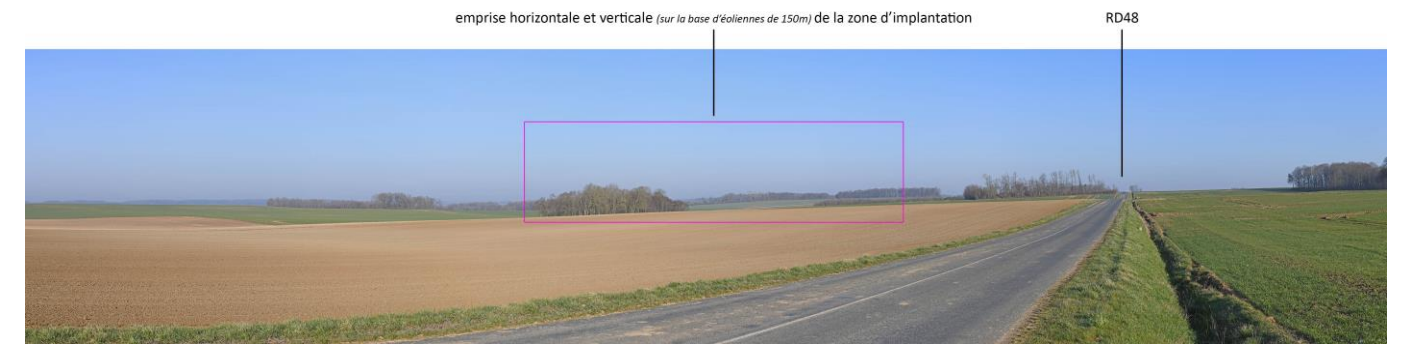 emprise horizontale et verticale (sur la base d'éoliennes de 150m) de la zone d'implantation
RD48